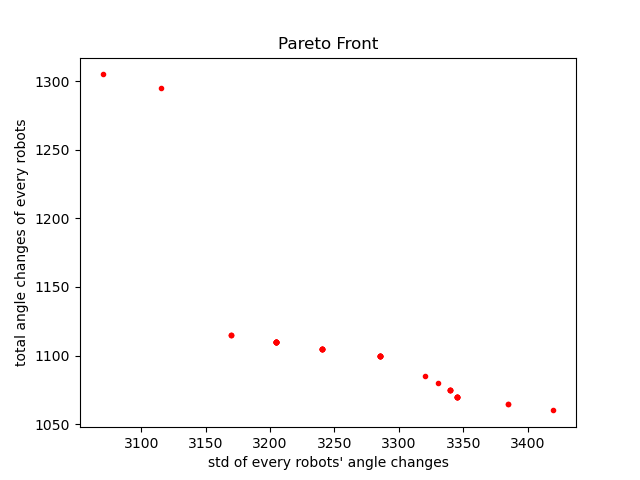 Pareto Front
1300
1250
1200
1150
1100
1050
total angle changes of every robots
3100 3150 3200 3250 3300 3350 3400
std of every robots' angle changes